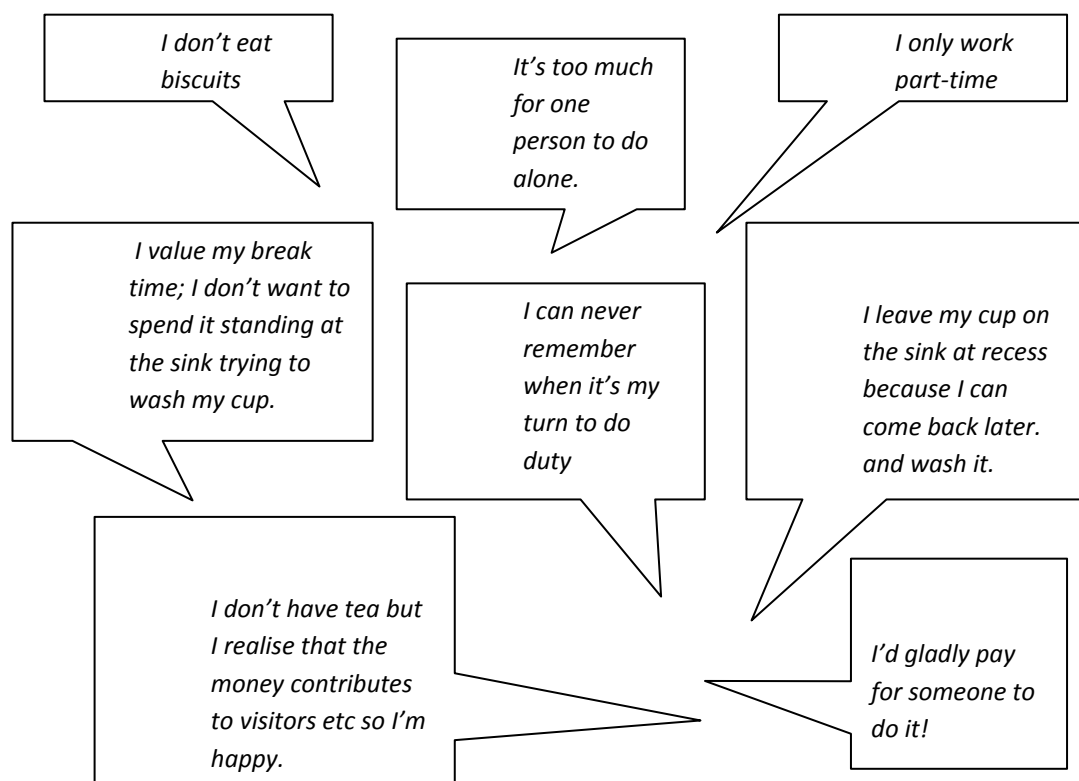 I don’t eat
biscuits
It’s too much
for one
person to do
alone.
I only work
part-time
I value my break
time; I don’t want to
spend it standing at
the sink trying to
wash my cup.
I can never
remember
when it’s my
turn to do
duty
I leave my cup on
the sink at recess
because I can
come back later.
and wash it.
I don’t have tea but
I realise that the
money contributes
to visitors etc so I’m
happy.
I’d gladly pay
for someone to
do it!